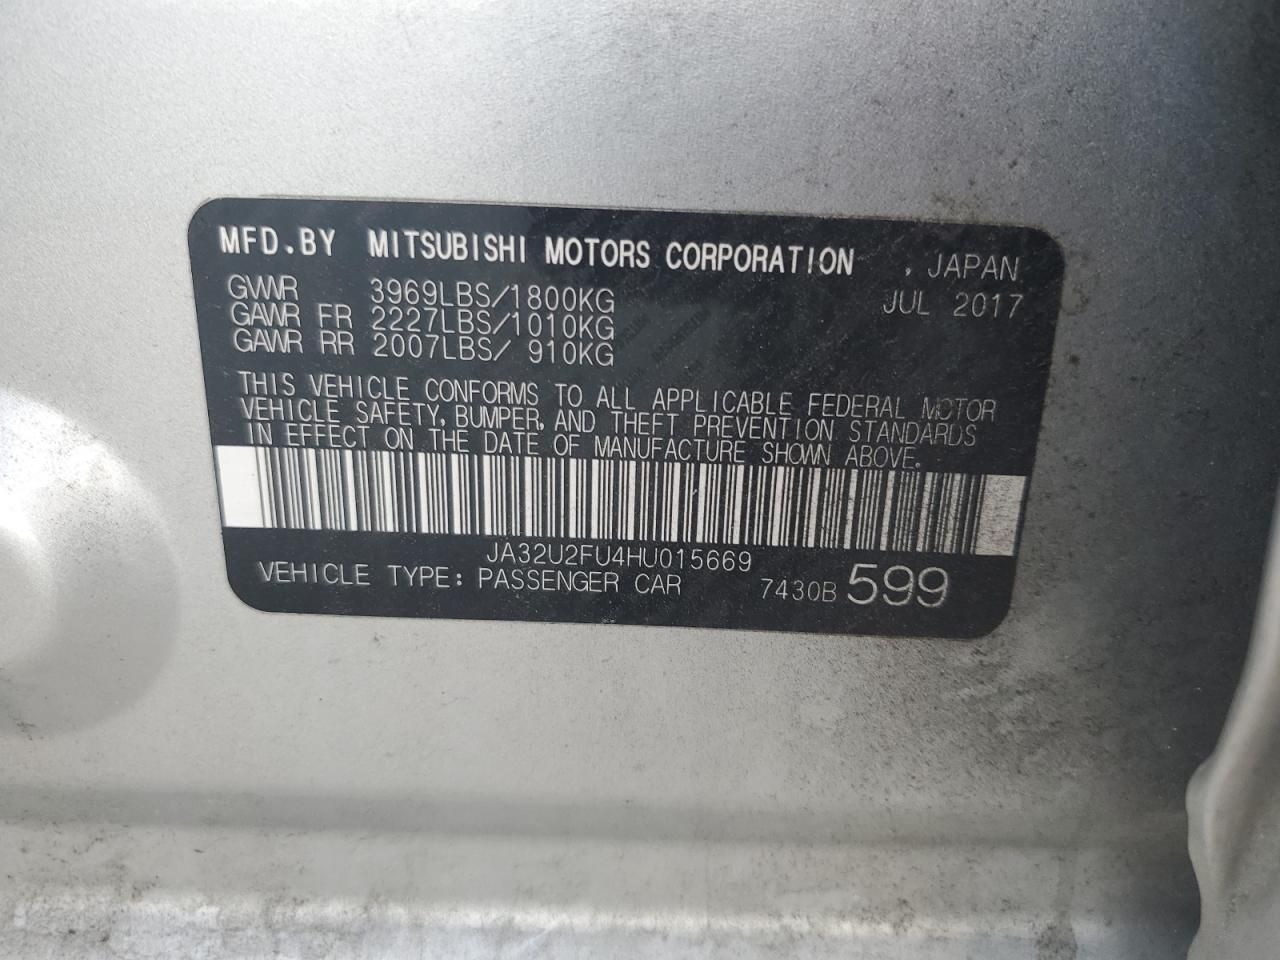 MFD.BY MITSUBISHI MOTORS CORPORATION , JAPAN
GVWR 3969LBS/1800KG JUL 2017
GAWR FR 2227LBS/1010KG
GAWR RR 2007LBS/ 910KG
THIS VEHICLE CONFORMS TO ALL APPLICABLE FEDERAL MOTOR
VEHICLE SAFETY, BUMPER, AND THEFT PREVENTION STANDARDS
IN EFFECT ON THE DATE OF MANUFACTURE SHOWN ABOVE.
JA32U2FU4HU015669
VEHICLE TYPE: PASSENGER CAR 7430B 599